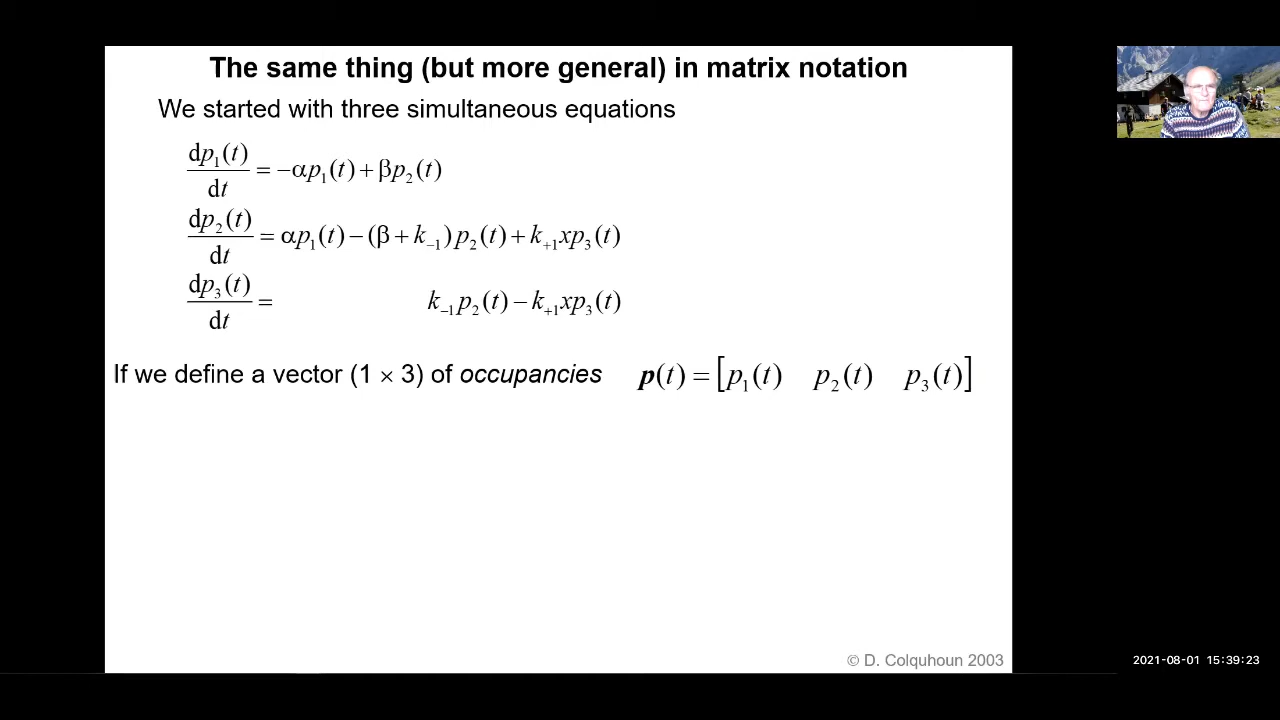 The same thing (but more general) in matrix notation
We started with three simultaneous equations
dp₁(t)/dt = −αp₁(t) + βp₂(t)
dp₂(t)/dt = αp₁(t) − (β + k₋₁)p₂(t) + k₊₁xp₃(t)
dp₃(t)/dt = k₋₁p₂(t) − k₊₁xp₃(t)
If we define a vector (1 × 3) of occupancies p(t) = [p₁(t) p₂(t) p₃(t)]
© D. Colquhoun 2003
2021-08-01 15:39:23